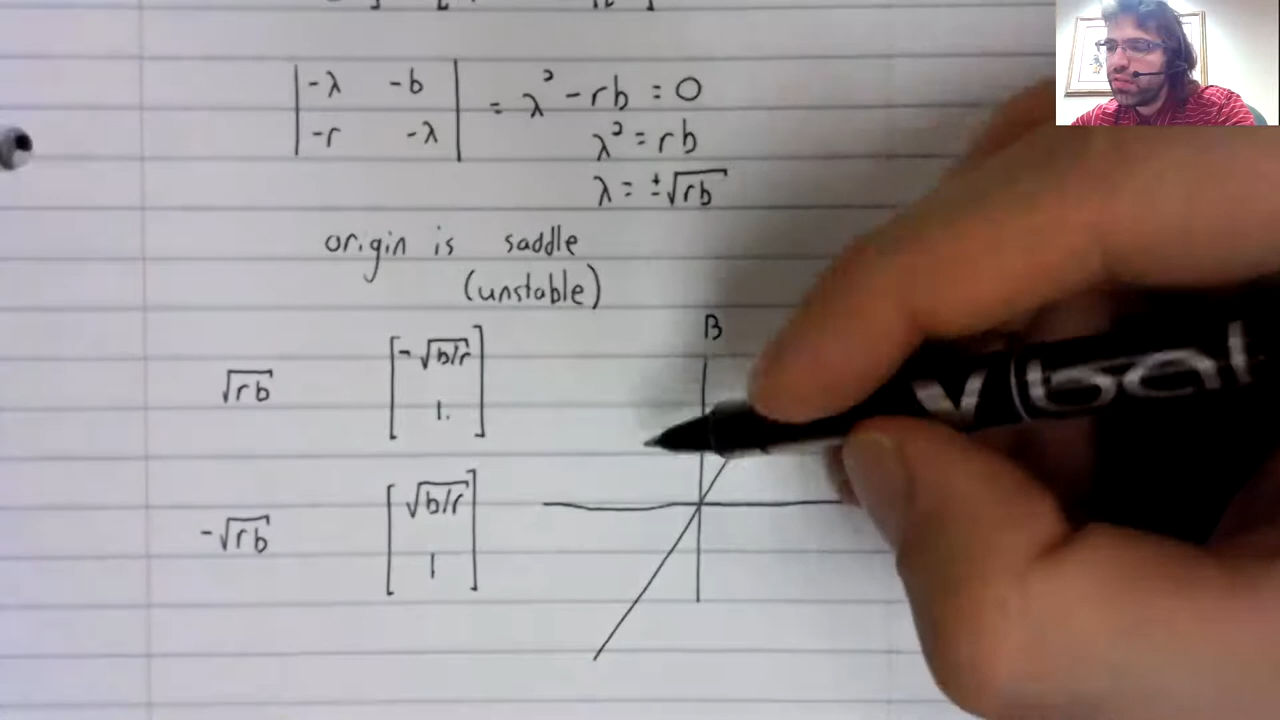 |-λ -b| = λ² - rb = 0
|-r -λ| λ² = rb
λ = ±√rb
origin is saddle
(unstable)
B
√rb [-√b/r
1.]
-√rb [√b/r
1]